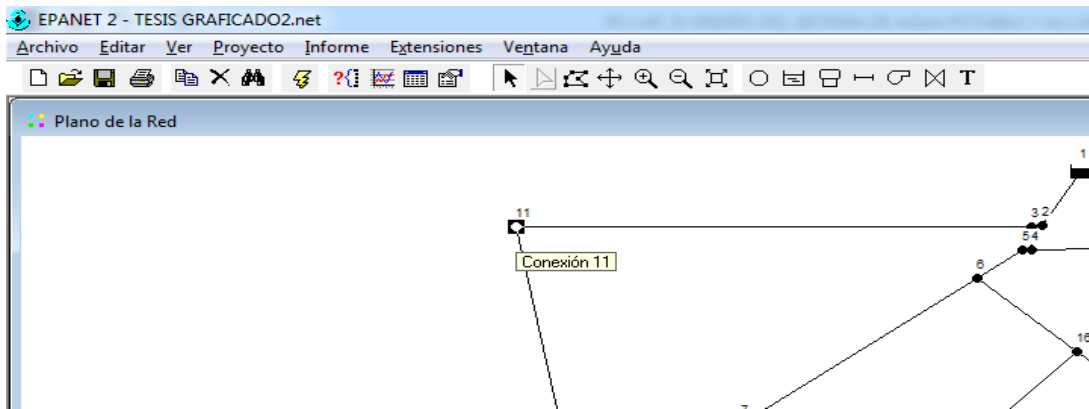 EPANET 2 - TESIS GRAFICADO2.net
Archivo Editar Ver Proyecto Informe Extensiones Ventana Ayuda
T
Plano de la Red
1
11
3 2
5 4
Conexión 11
6
16
7